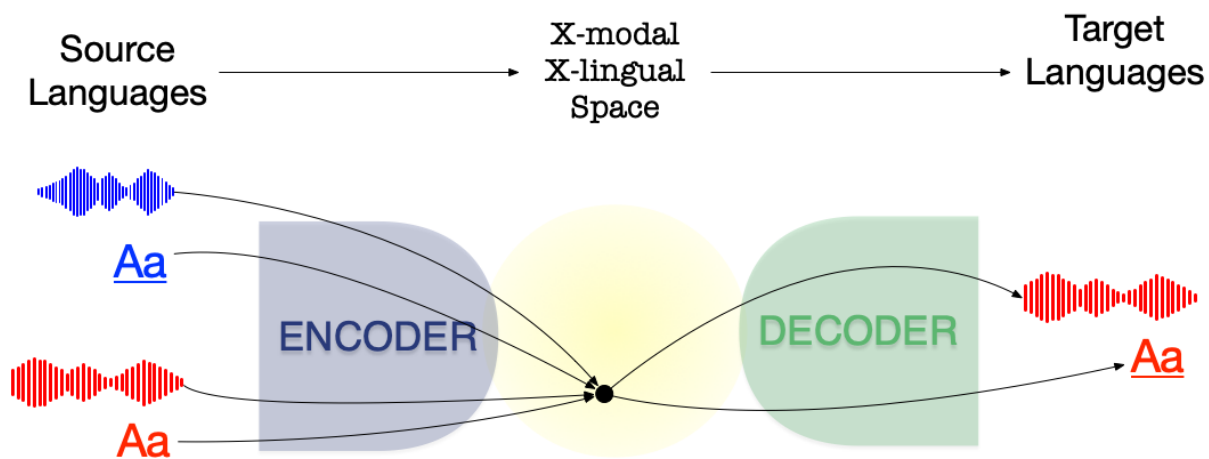 Source
Languages
X-modal
X-lingual
Space
Target
Languages
Aa
ENCODER
DECODER
Aa
Aa